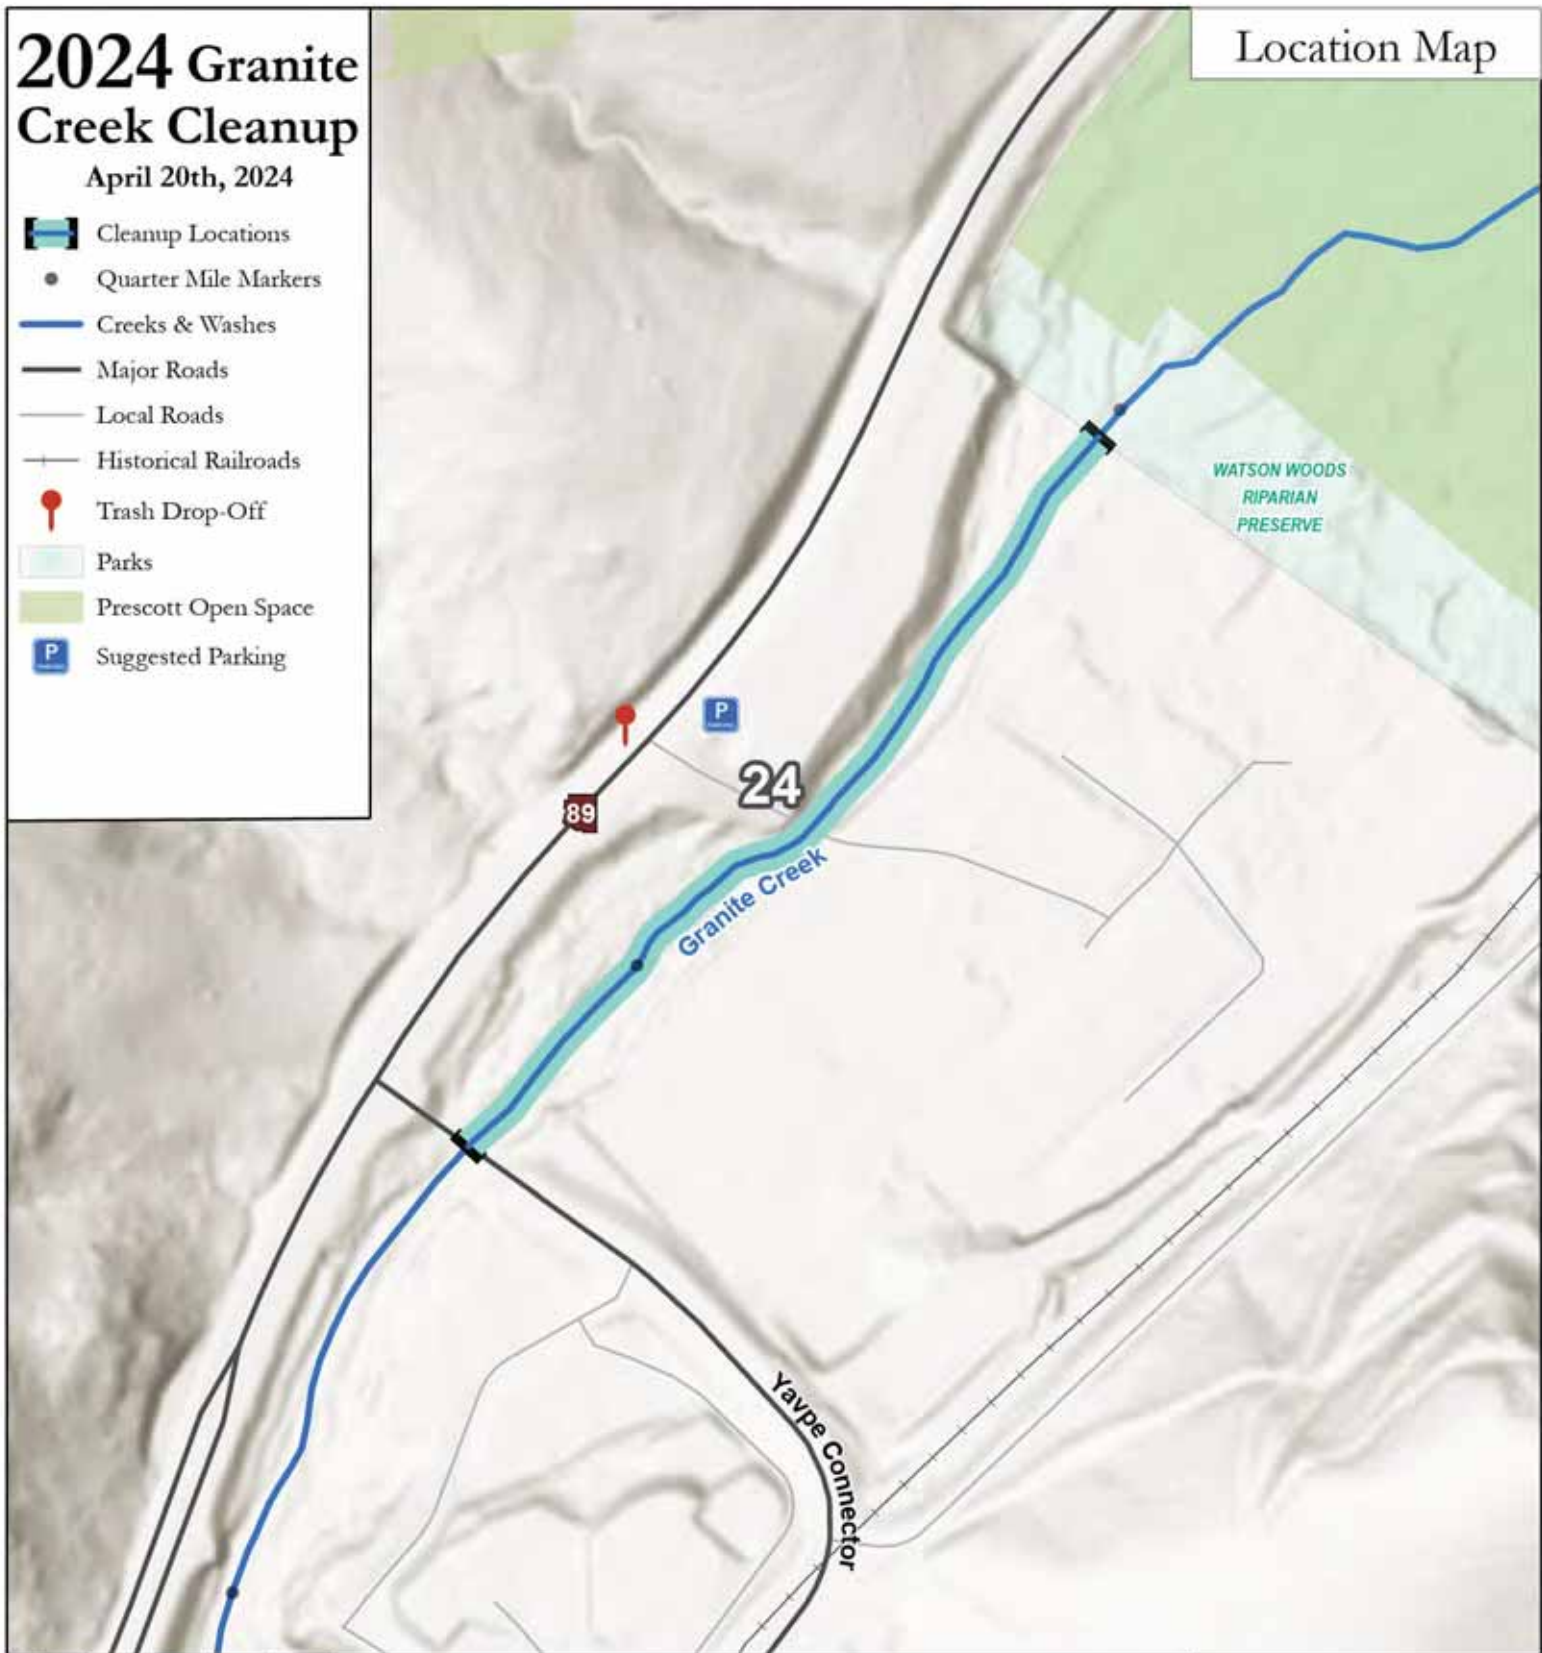 2024 Granite
Creek Cleanup
April 20th, 2024
Cleanup Locations
Quarter Mile Markers
Creeks & Washes
Major Roads
Local Roads
Historical Railroads
Trash Drop-Off
Parks
Prescott Open Space
P
Suggested Parking
Location Map
WATSON WOODS
RIPARIAN
PRESERVE
P
24
89
Granite Creek
Yavpe Connector